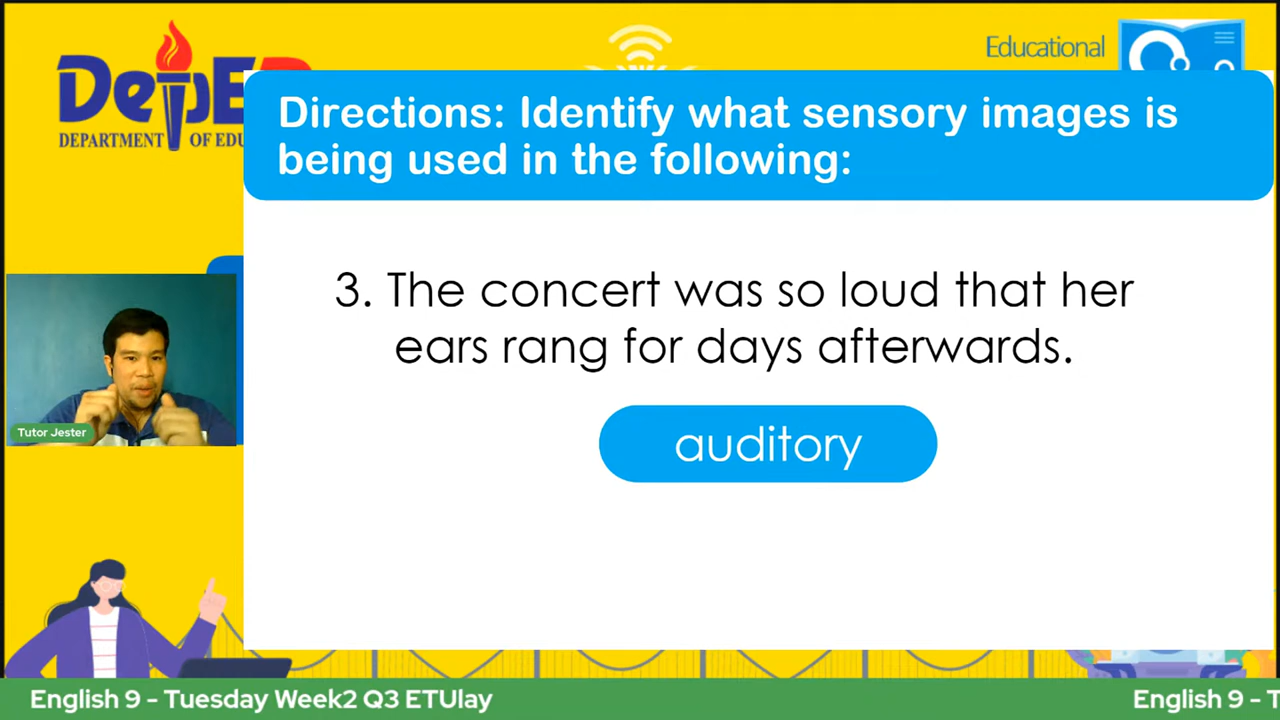 DepED
DEPARTMENT OF EDU
Educational
Directions: Identify what sensory images is
being used in the following:
3. The concert was so loud that her
ears rang for days afterwards.
auditory
Tutor Jester
English 9 - Tuesday Week2 Q3 ETUlay
English 9 - T